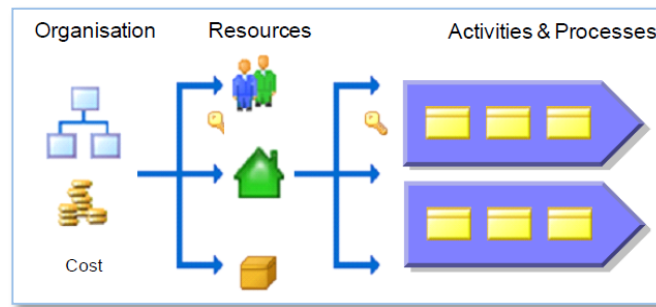 Organisation
Resources
Activities & Processes
Cost